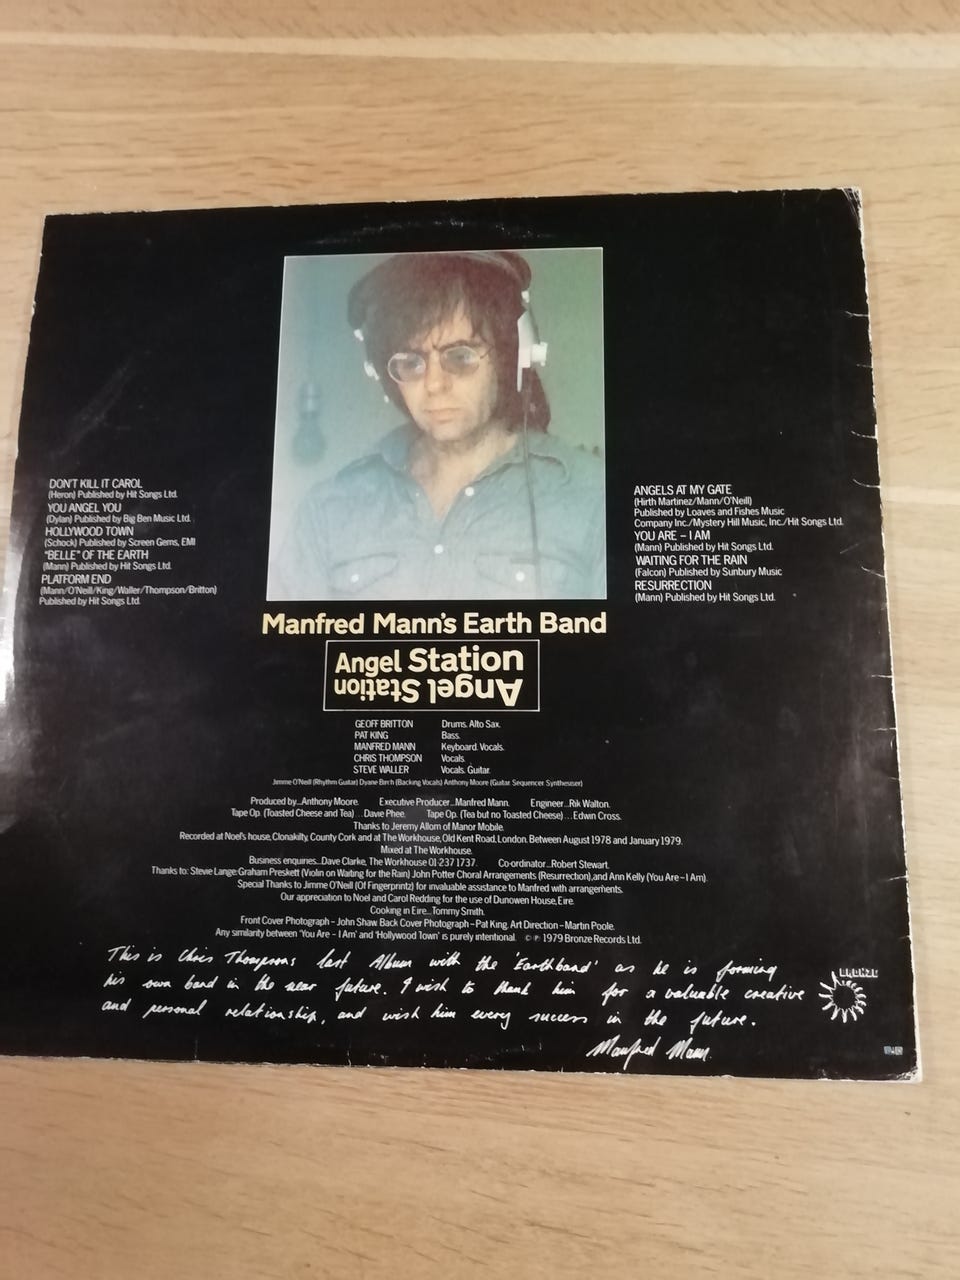 DON'T KILL IT CAROL
(Heron) Published by Hit Songs Ltd.
YOU ANGEL YOU
(Dylan) Published by Big Ben Music Ltd.
HOLLYWOOD TOWN
(Schock) Published by Screen Gems, EMI
"BELLE" OF THE EARTH
(Mann) Published by Hit Songs Ltd.
PLATFORM END
(Mann/O'Neill/King/Waller/Thompson/Britton)
Published by Hit Songs Ltd.
ANGELS AT MY GATE
(Hirth Martinez/Mann/O'Neill)
Published by Loaves and Fishes Music
Company Inc./Mystery Hill Music, Inc./Hit Songs Ltd.
YOU ARE – I AM
(Mann) Published by Hit Songs Ltd.
WAITING FOR THE RAIN
(Falcon) Published by Sunbury Music
RESURRECTION
(Mann) Published by Hit Songs Ltd.
Manfred Mann's Earth Band
Angel Station
Angel Station
GEOFF BRITTON Drums. Alto Sax.
PAT KING Bass.
MANFRED MANN Keyboard. Vocals.
CHRIS THOMPSON Vocals.
STEVE WALLER Vocals. Guitar.
Jimme O'Neill (Rhythm Guitar) Dyane Birch (Backing Vocals) Anthony Moore (Guitar. Sequencer Synthesiser)
Produced by...Anthony Moore. Executive Producer...Manfred Mann. Engineer...Rik Walton.
Tape Op. (Toasted Cheese and Tea)...Dave Phee. Tape Op. (Tea but no Toasted Cheese)...Edwin Cross.
Thanks to Jeremy Allom of Manor Mobile.
Recorded at Noel's house, Clonakilty, County Cork and at The Workhouse, Old Kent Road, London. Between August 1978 and January 1979.
Mixed at The Workhouse.
Business enquiries...Dave Clarke, The Workhouse 01-237 1737. Co-ordinator...Robert Stewart.
Thanks to: Stevie Lange. Graham Preskett (Violin on Waiting for the Rain) John Potter Choral Arrangements (Resurrection), and Ann Kelly (You Are – I Am).
Special Thanks to Jimme O'Neill (Of Fingerprintz) for invaluable assistance to Manfred with arrangements.
Our appreciation to Noel and Carol Redding for the use of Dunowen House, Eire.
Cooking in Eire...Tommy Smith.
Front Cover Photograph – John Shaw. Back Cover Photograph – Pat King. Art Direction – Martin Poole.
Any similarity between 'You Are – I Am' and 'Hollywood Town' is purely intentional. © ℗ 1979 Bronze Records Ltd.
This is Chris Thompsons last Album with the 'Earthband' as he is forming
his own band in the near future. I wish to thank him for a valuable creative
and personal relationship, and wish him every success in the future.
Manfred Mann.
BRONZE